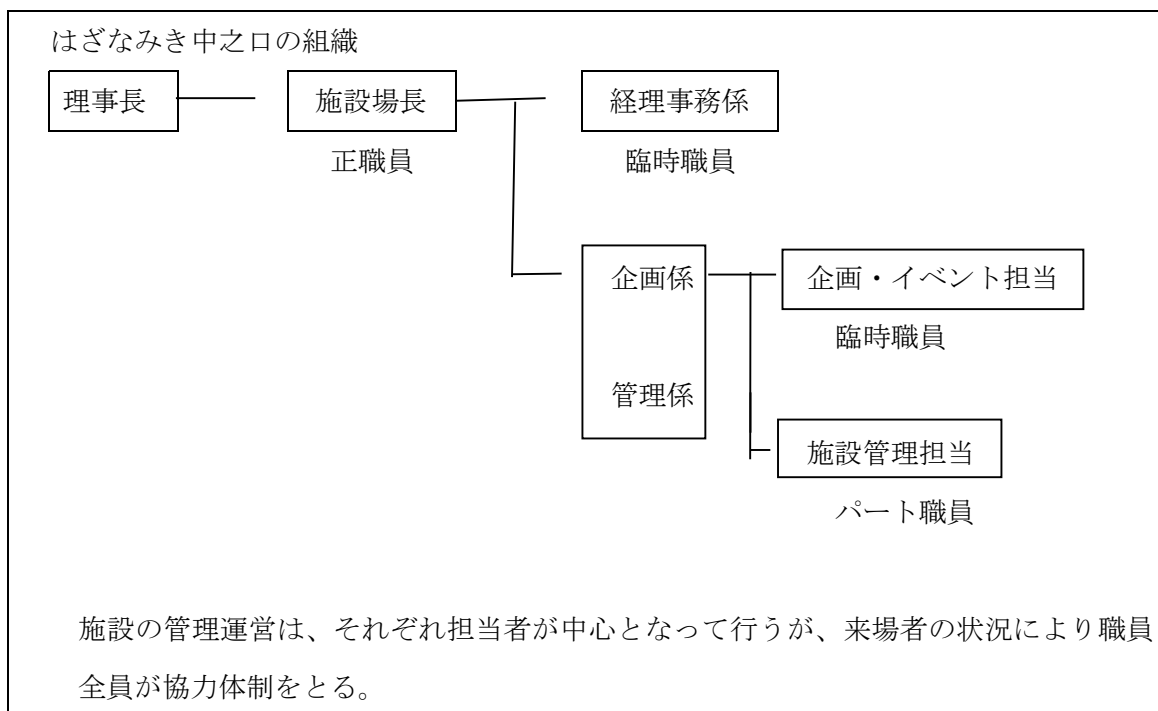 はざなみき中之口の組織
理事長 施設場長 経理事務係
正職員 臨時職員
企画係 企画・イベント担当
臨時職員
管理係
施設管理担当
パート職員
施設の管理運営は、それぞれ担当者が中心となって行うが、来場者の状況により職員
全員が協力体制をとる。